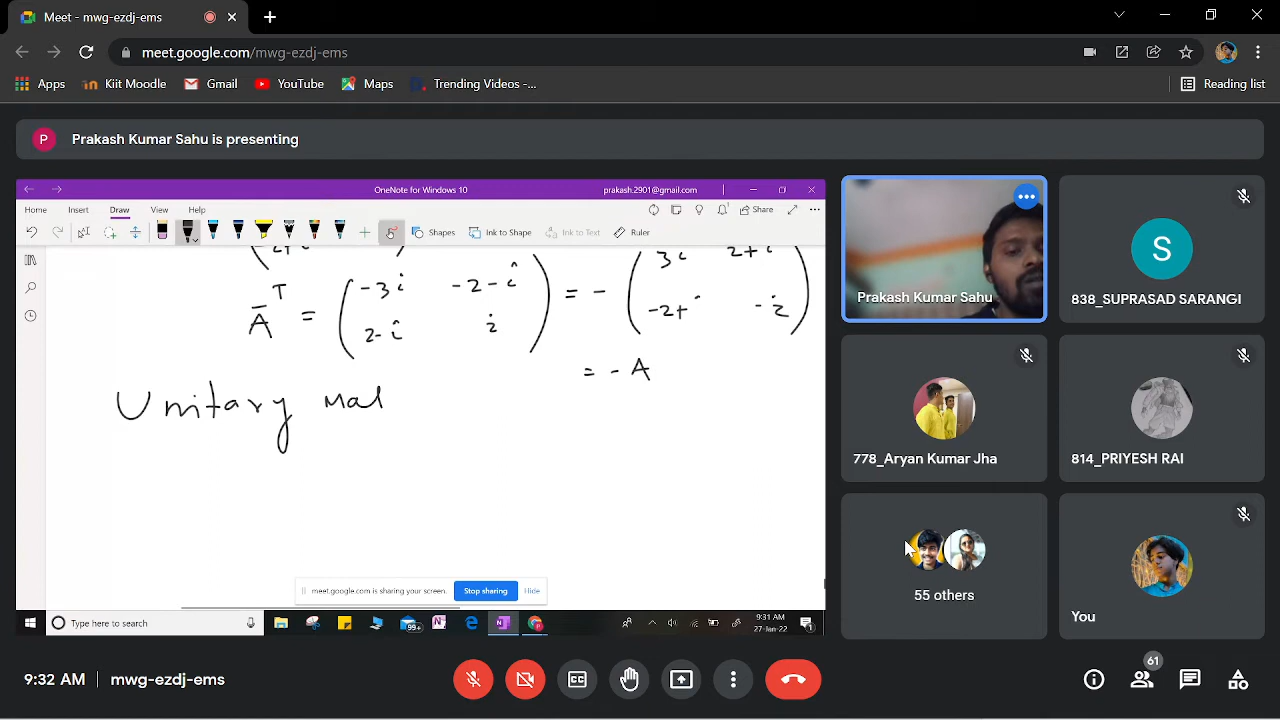 Meet - mwg-ezdj-ems
meet.google.com/mwg-ezdj-ems
Apps Kiit Moodle Gmail YouTube Maps Trending Videos -... Reading list
P Prakash Kumar Sahu is presenting
OneNote for Windows 10 prakash.2901@gmail.com
Home Insert Draw View Help Share
Shapes Ink to Shape Ink to Text Ruler
3i 2+i
A̅ᵀ = ( -3i -2-i ) = - (
2-i i ) -2+i -i )
= - A
Unitary mat
meet.google.com is sharing your screen. Stop sharing Hide
Type here to search 99+ 9:31 AM
27-Jan-22
Prakash Kumar Sahu
S
838_SUPRASAD SARANGI
778_Aryan Kumar Jha
814_PRIYESH RAI
55 others
You
9:32 AM mwg-ezdj-ems 61